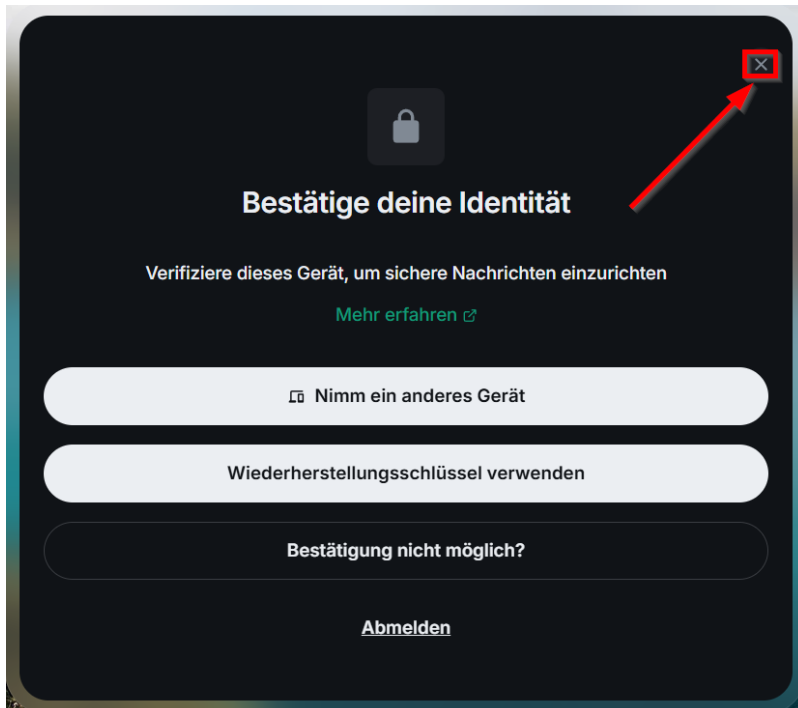 Bestätige deine Identität
Verifiziere dieses Gerät, um sichere Nachrichten einzurichten
Mehr erfahren
Nimm ein anderes Gerät
Wiederherstellungsschlüssel verwenden
Bestätigung nicht möglich?
Abmelden